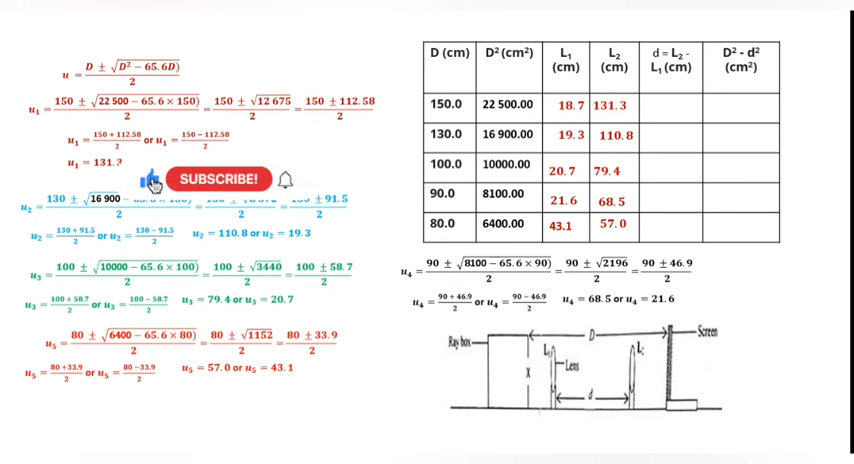 u = (D ± √(D² − 65.6D))/2
u₁ = (150 ± √(22 500 − 65.6 × 150))/2 = (150 ± √12 675)/2 = (150 ± 112.58)/2
u₁ = (150 + 112.58)/2 or u₁ = (150 − 112.58)/2
u₁ = 131.3
SUBSCRIBE!
u₂ = (130 ± √(16 900 − )/2 = /2 = ( ± 91.5)/2
u₂ = (130 + 91.5)/2 or u₂ = (130 − 91.5)/2 u₂ = 110.8 or u₂ = 19.3
u₃ = (100 ± √(10000 − 65.6 × 100))/2 = (100 ± √3440)/2 = (100 ± 58.7)/2
u₃ = (100 + 58.7)/2 or u₃ = (100 − 58.7)/2 u₃ = 79.4 or u₃ = 20.7
u₅ = (80 ± √(6400 − 65.6 × 80))/2 = (80 ± √1152)/2 = (80 ± 33.9)/2
u₅ = (80 +33.9)/2 or u₅ = (80 −33.9)/2 u₅ = 57.0 or u₅ = 43.1
D (cm) D² (cm²) L₁ (cm) L₂ (cm) d = L₂ - L₁ (cm) D² - d² (cm²)
150.0 22 500.00 18.7 131.3
130.0 16 900.00 19.3 110.8
100.0 10000.00 20.7 79.4
90.0 8100.00 21.6 68.5
80.0 6400.00 43.1 57.0
u₄ = (90 ± √(8100 − 65.6 × 90))/2 = (90 ± √2196)/2 = (90 ± 46.9)/2
u₄ = (90 + 46.9)/2 or u₄ = (90 − 46.9)/2 u₄ = 68.5 or u₄ = 21.6
Ray box D Screen
L₁ L₂
Lens
X
d